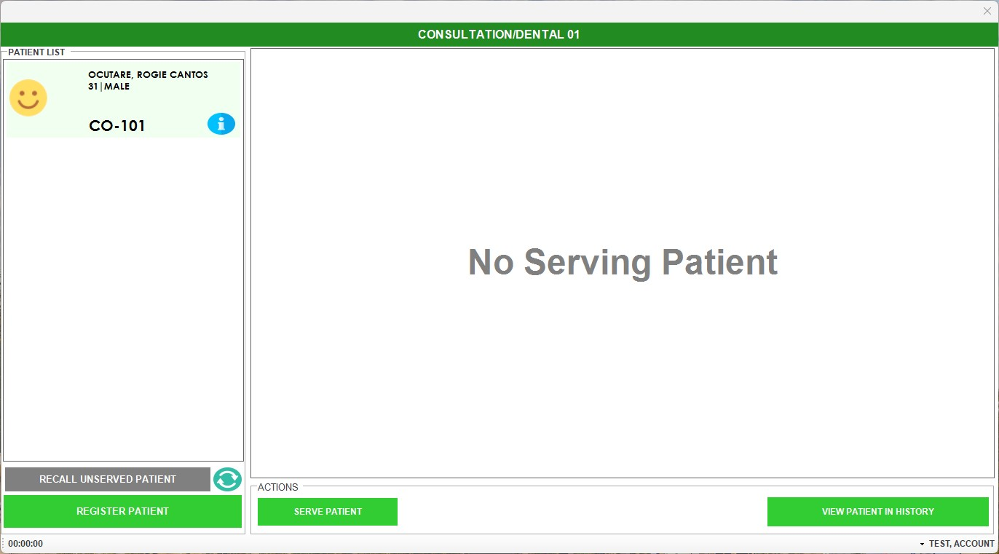 CONSULTATION/DENTAL 01
PATIENT LIST
OCUTARE, ROGIE CANTOS
31|MALE
CO-101
i
No Serving Patient
RECALL UNSERVED PATIENT
REGISTER PATIENT
ACTIONS
SERVE PATIENT
VIEW PATIENT IN HISTORY
00:00:00
TEST, ACCOUNT